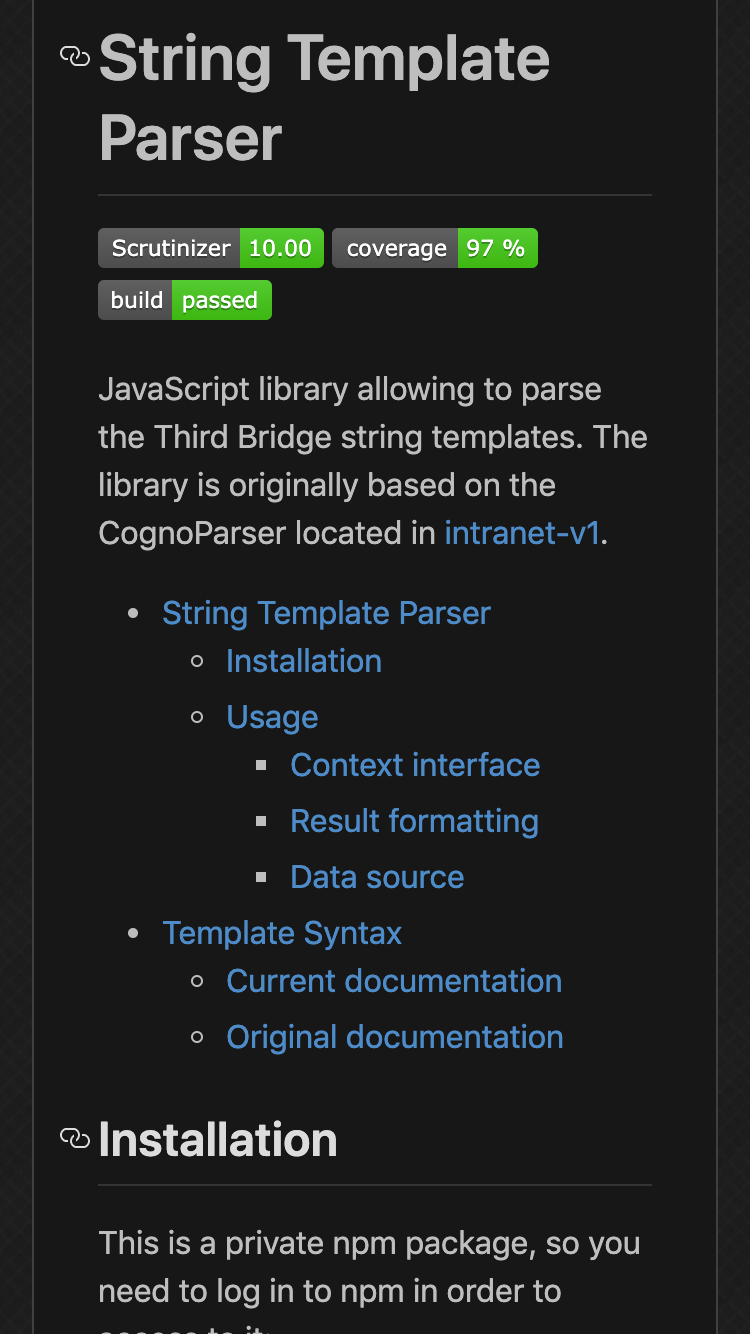 String Template
Parser
Scrutinizer 10.00 coverage 97 %
build passed
JavaScript library allowing to parse
the Third Bridge string templates. The
library is originally based on the
CognoParser located in intranet-v1.
String Template Parser
Installation
Usage
Context interface
Result formatting
Data source
Template Syntax
Current documentation
Original documentation
Installation
This is a private npm package, so you
need to log in to npm in order to
access to it: